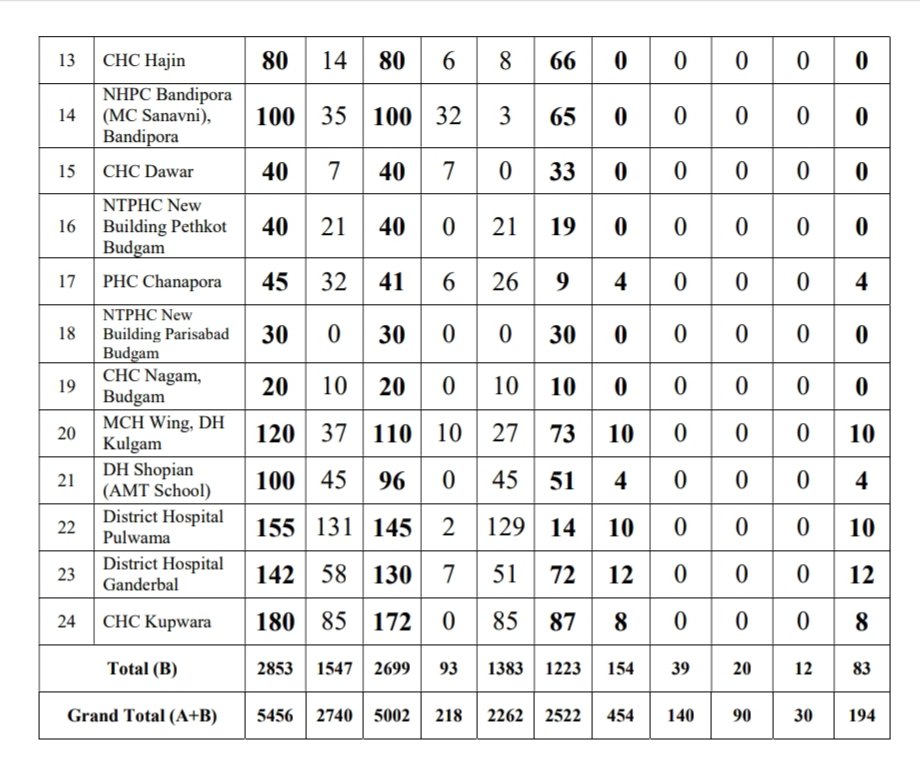 13 CHC Hajin 80 14 80 6 8 66 0 0 0 0 0
NHPC Bandipora
14 (MC Sanavni), 100 35 100 32 3 65 0 0 0 0 0
Bandipora
15 CHC Dawar 40 7 40 7 0 33 0 0 0 0 0
NTPHC New
16 Building Pethkot 40 21 40 0 21 19 0 0 0 0 0
Budgam
17 PHC Chanapora 45 32 41 6 26 9 4 0 0 0 4
NTPHC New
18 Building Parisabad 30 0 30 0 0 30 0 0 0 0 0
Budgam
19 CHC Nagam, 20 10 20 0 10 10 0 0 0 0 0
Budgam
20 MCH Wing, DH 120 37 110 10 27 73 10 0 0 0 10
Kulgam
21 DH Shopian 100 45 96 0 45 51 4 0 0 0 4
(AMT School)
22 District Hospital 155 131 145 2 129 14 10 0 0 0 10
Pulwama
23 District Hospital 142 58 130 7 51 72 12 0 0 0 12
Ganderbal
24 CHC Kupwara 180 85 172 0 85 87 8 0 0 0 8
Total (B) 2853 1547 2699 93 1383 1223 154 39 20 12 83
Grand Total (A+B) 5456 2740 5002 218 2262 2522 454 140 90 30 194